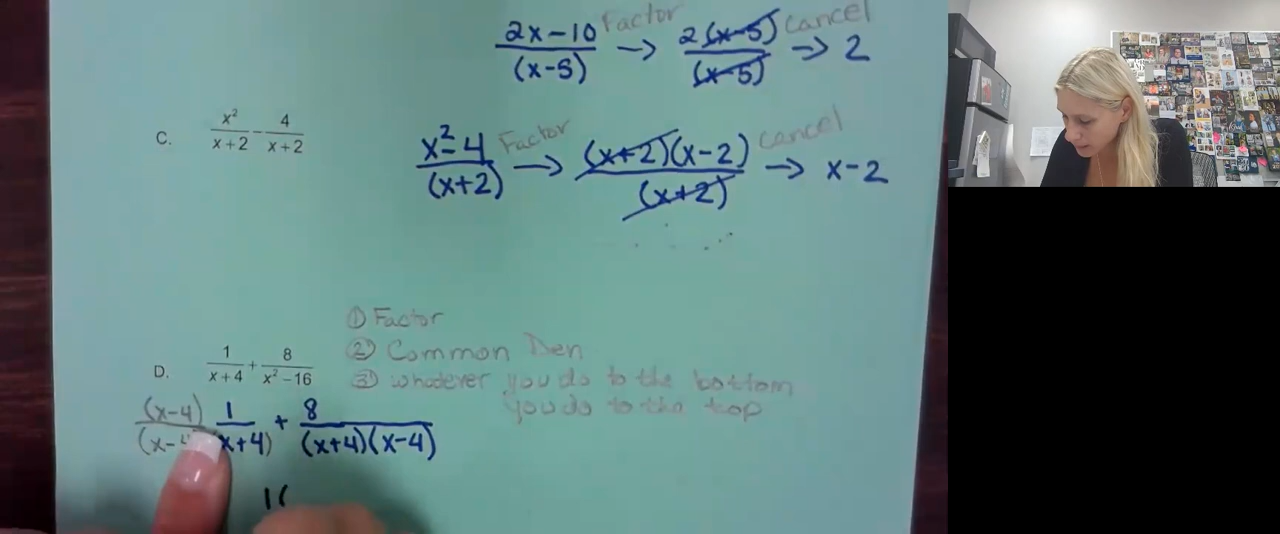 2x-10 Factor 2(x-5) Cancel
(x-5) → (x-5) → 2
C. x²/x+2 - 4/x+2
x²-4 Factor (x+2)(x-2) Cancel
(x+2) → (x+2) → x-2
① Factor
② Common Den
③ whatever you do to the bottom
you do to the top
D. 1/x+4 + 8/x²-16
(x-4) 1 + 8
(x-4 x+4) (x+4)(x-4)
1(